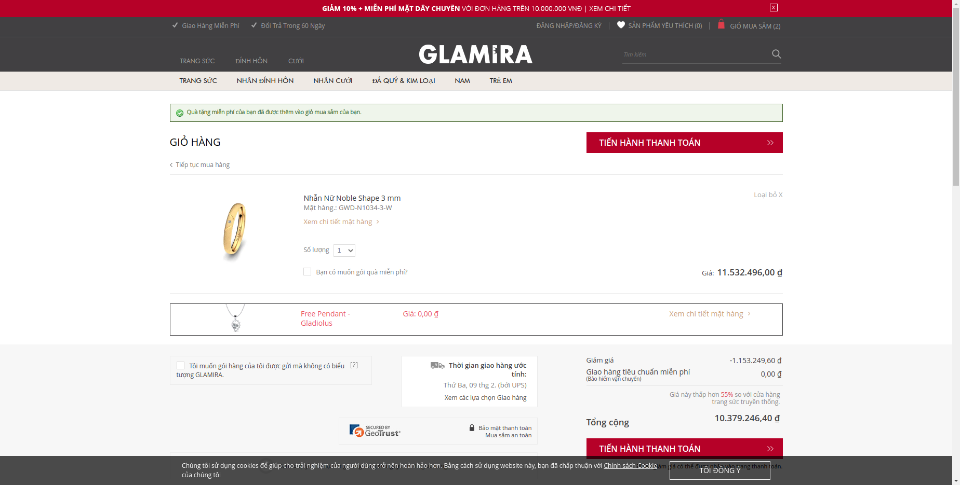 GIẢM 10% + MIỄN PHÍ MẶT DÂY CHUYỀN VỚI ĐƠN HÀNG TRÊN 10.000.000 VNĐ | XEM CHI TIẾT
Giao Hàng Miễn Phí
Đổi Trả Trong 60 Ngày
ĐĂNG NHẬP/ĐĂNG KÝ
SẢN PHẨM YÊU THÍCH (0)
GIỎ MUA SẮM (2)
TRANG SỨC
ĐÍNH HÔN
CƯỚI
GLAMIRA
Tìm kiếm
TRANG SỨC
NHẪN ĐÍNH HÔN
NHẪN CƯỚI
ĐÁ QUÝ & KIM LOẠI
NAM
TRẺ EM
Quà tặng miễn phí của bạn đã được thêm vào giỏ mua sắm của bạn.
GIỎ HÀNG
TIẾN HÀNH THANH TOÁN
Tiếp tục mua hàng
Nhẫn Nữ Noble Shape 3 mm
Loại bỏ X
Mặt hàng.: GWD-N1034-3-W
Xem chi tiết mặt hàng
Số lượng 1
Bạn có muốn gói quà miễn phí?
Giá: 11.532.496,00 ₫
Free Pendant -
Gladiolus
Giá: 0,00 ₫
Xem chi tiết mặt hàng
Tôi muốn gói hàng của tôi được gửi mà không có biểu
tượng GLAMIRA.
[?]
Thời gian giao hàng ước
tính:
Thứ Ba, 09 thg 2. (bởi UPS)
Xem các lựa chọn Giao hàng
Giảm giá -1.153.249,60 ₫
Giao hàng tiêu chuẩn miễn phí 0,00 ₫
(Bảo hiểm vận chuyển)
Giá này thấp hơn 55% so với cửa hàng
trang sức truyền thống.
Tổng cộng 10.379.246,40 ₫
SECURED BY
GeoTrust
Bảo mật thanh toán
Mua sắm an toàn
TIẾN HÀNH THANH TOÁN
Chúng tôi sử dụng cookies để giúp cho trải nghiệm của người dùng trở nên hoàn hảo hơn. Bằng cách sử dụng website này, bạn đã chấp thuận với Chính sách Cookie
của chúng tô
TÔI ĐỒNG Ý